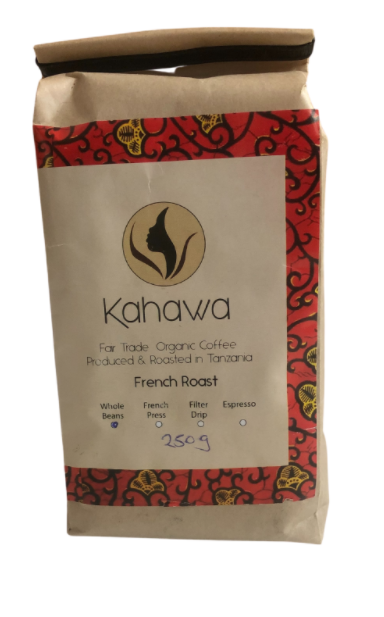 Kahawa
Fair Trade Organic Coffee
Produced & Roasted in Tanzania
French Roast
Whole Beans
French Press
Filter Drip
Espresso
250g